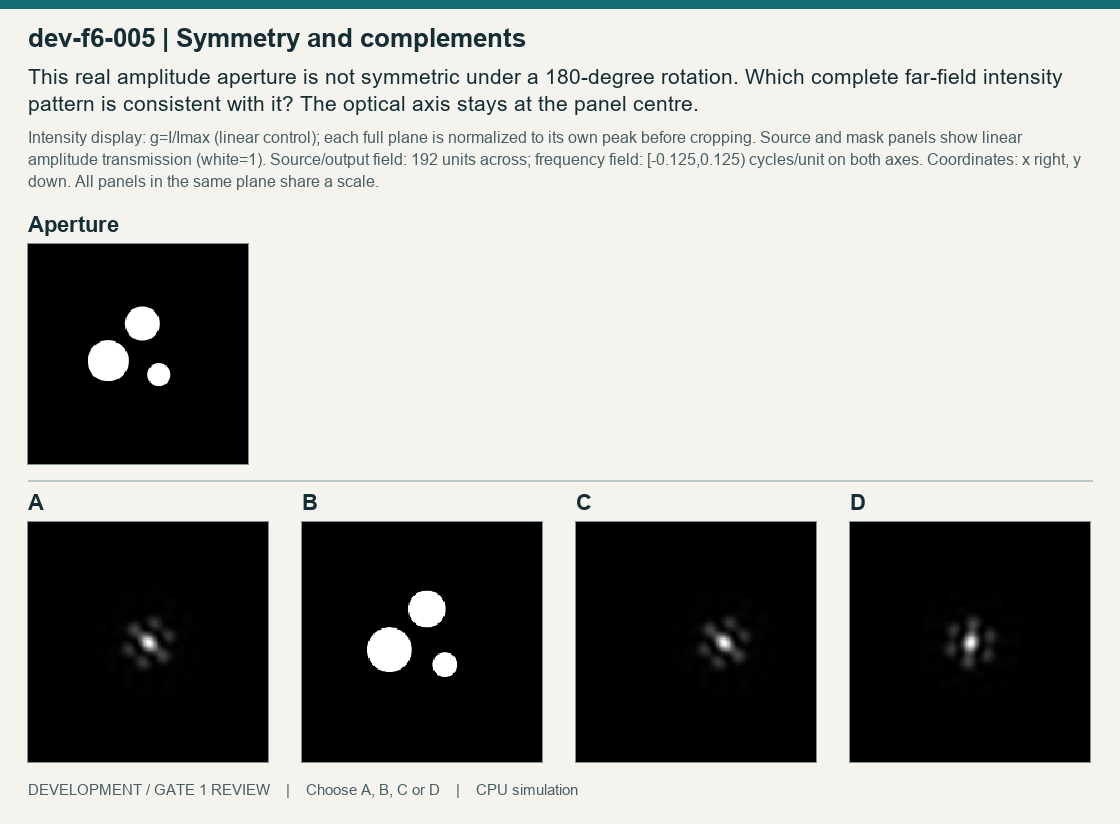 dev-f6-005 | Symmetry and complements
This real amplitude aperture is not symmetric under a 180-degree rotation. Which complete far-field intensity
pattern is consistent with it? The optical axis stays at the panel centre.
Intensity display: g=I/Imax (linear control); each full plane is normalized to its own peak before cropping. Source and mask panels show linear
amplitude transmission (white=1). Source/output field: 192 units across; frequency field: [-0.125,0.125) cycles/unit on both axes. Coordinates: x right, y
down. All panels in the same plane share a scale.
Aperture
A
B
C
D
DEVELOPMENT / GATE 1 REVIEW | Choose A, B, C or D | CPU simulation